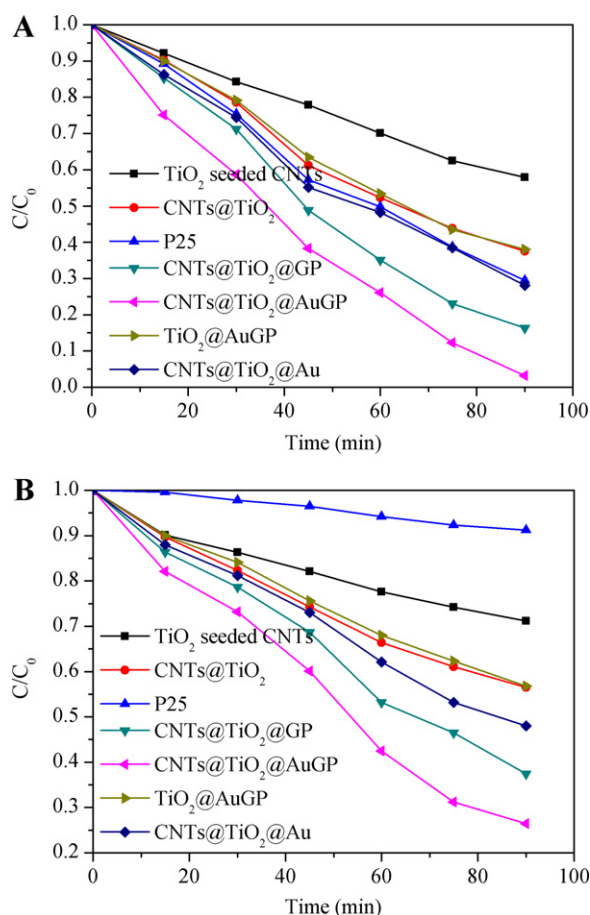 A
C/C₀
1.0
0.9
0.8
0.7
0.6
0.5
0.4
0.3
0.2
0.1
0.0
TiO₂ seeded CNTs
CNTs@TiO₂
P25
CNTs@TiO₂@GP
CNTs@TiO₂@AuGP
TiO₂@AuGP
CNTs@TiO₂@Au
0 20 40 60 80 100
Time (min)
B
C/C₀
1.0
0.9
0.8
0.7
0.6
0.5
0.4
0.3
0.2
TiO₂ seeded CNTs
CNTs@TiO₂
P25
CNTs@TiO₂@GP
CNTs@TiO₂@AuGP
TiO₂@AuGP
CNTs@TiO₂@Au
0 20 40 60 80 100
Time (min)